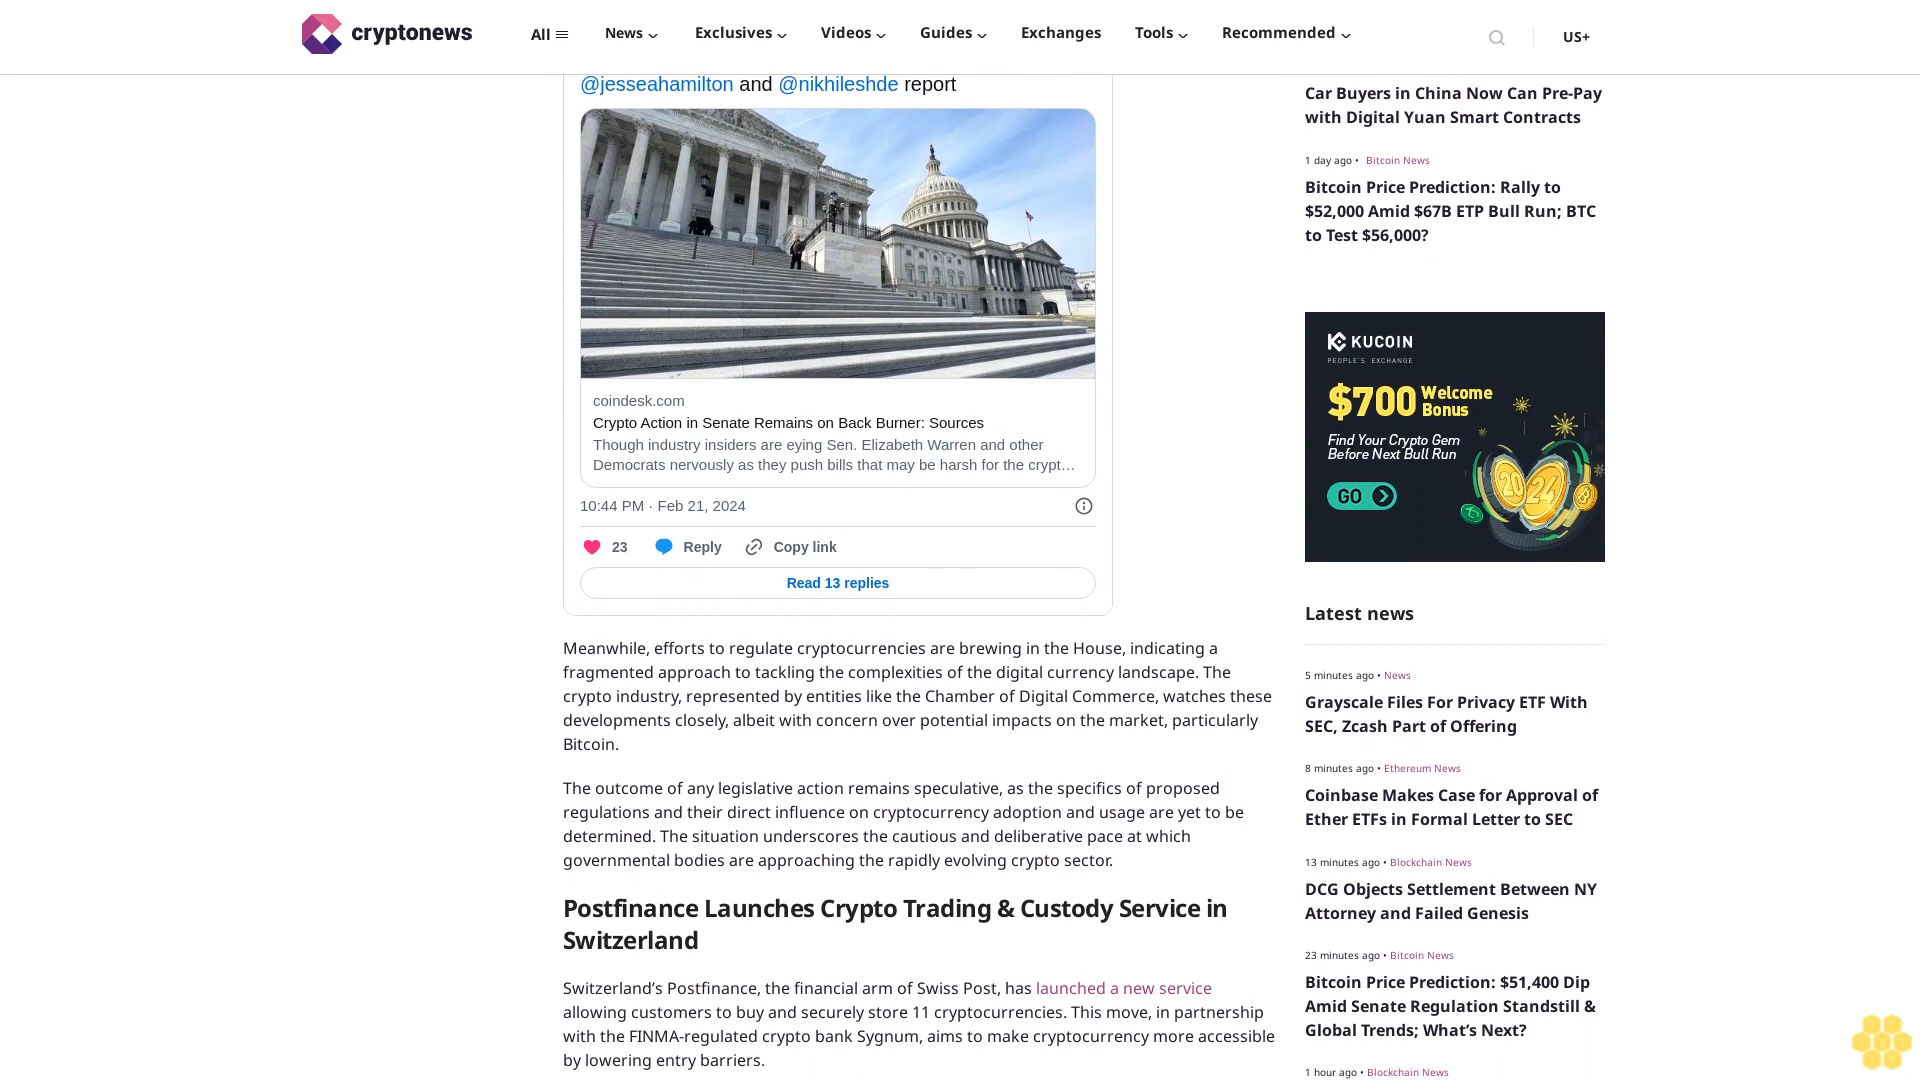 cryptonews
All
News
Exclusives
Videos
Guides
Exchanges
Tools
Recommended
US+
@jesseahamilton and @nikhileshde report
coindesk.com
Crypto Action in Senate Remains on Back Burner: Sources
Though industry insiders are eying Sen. Elizabeth Warren and other
Democrats nervously as they push bills that may be harsh for the crypt…
10:44 PM · Feb 21, 2024
23
Reply
Copy link
Read 13 replies
Meanwhile, efforts to regulate cryptocurrencies are brewing in the House, indicating a
fragmented approach to tackling the complexities of the digital currency landscape. The
crypto industry, represented by entities like the Chamber of Digital Commerce, watches these
developments closely, albeit with concern over potential impacts on the market, particularly
Bitcoin.
The outcome of any legislative action remains speculative, as the specifics of proposed
regulations and their direct influence on cryptocurrency adoption and usage are yet to be
determined. The situation underscores the cautious and deliberative pace at which
governmental bodies are approaching the rapidly evolving crypto sector.
Postfinance Launches Crypto Trading & Custody Service in
Switzerland
Switzerland’s Postfinance, the financial arm of Swiss Post, has launched a new service
allowing customers to buy and securely store 11 cryptocurrencies. This move, in partnership
with the FINMA-regulated crypto bank Sygnum, aims to make cryptocurrency more accessible
by lowering entry barriers.
Car Buyers in China Now Can Pre-Pay
with Digital Yuan Smart Contracts
1 day ago • Bitcoin News
Bitcoin Price Prediction: Rally to
$52,000 Amid $67B ETP Bull Run; BTC
to Test $56,000?
KUCOIN
PEOPLE'S EXCHANGE
$700 Welcome
Bonus
Find Your Crypto Gem
Before Next Bull Run
GO
20
24
Latest news
5 minutes ago • News
Grayscale Files For Privacy ETF With
SEC, Zcash Part of Offering
8 minutes ago • Ethereum News
Coinbase Makes Case for Approval of
Ether ETFs in Formal Letter to SEC
13 minutes ago • Blockchain News
DCG Objects Settlement Between NY
Attorney and Failed Genesis
23 minutes ago • Bitcoin News
Bitcoin Price Prediction: $51,400 Dip
Amid Senate Regulation Standstill &
Global Trends; What’s Next?
1 hour ago • Blockchain News